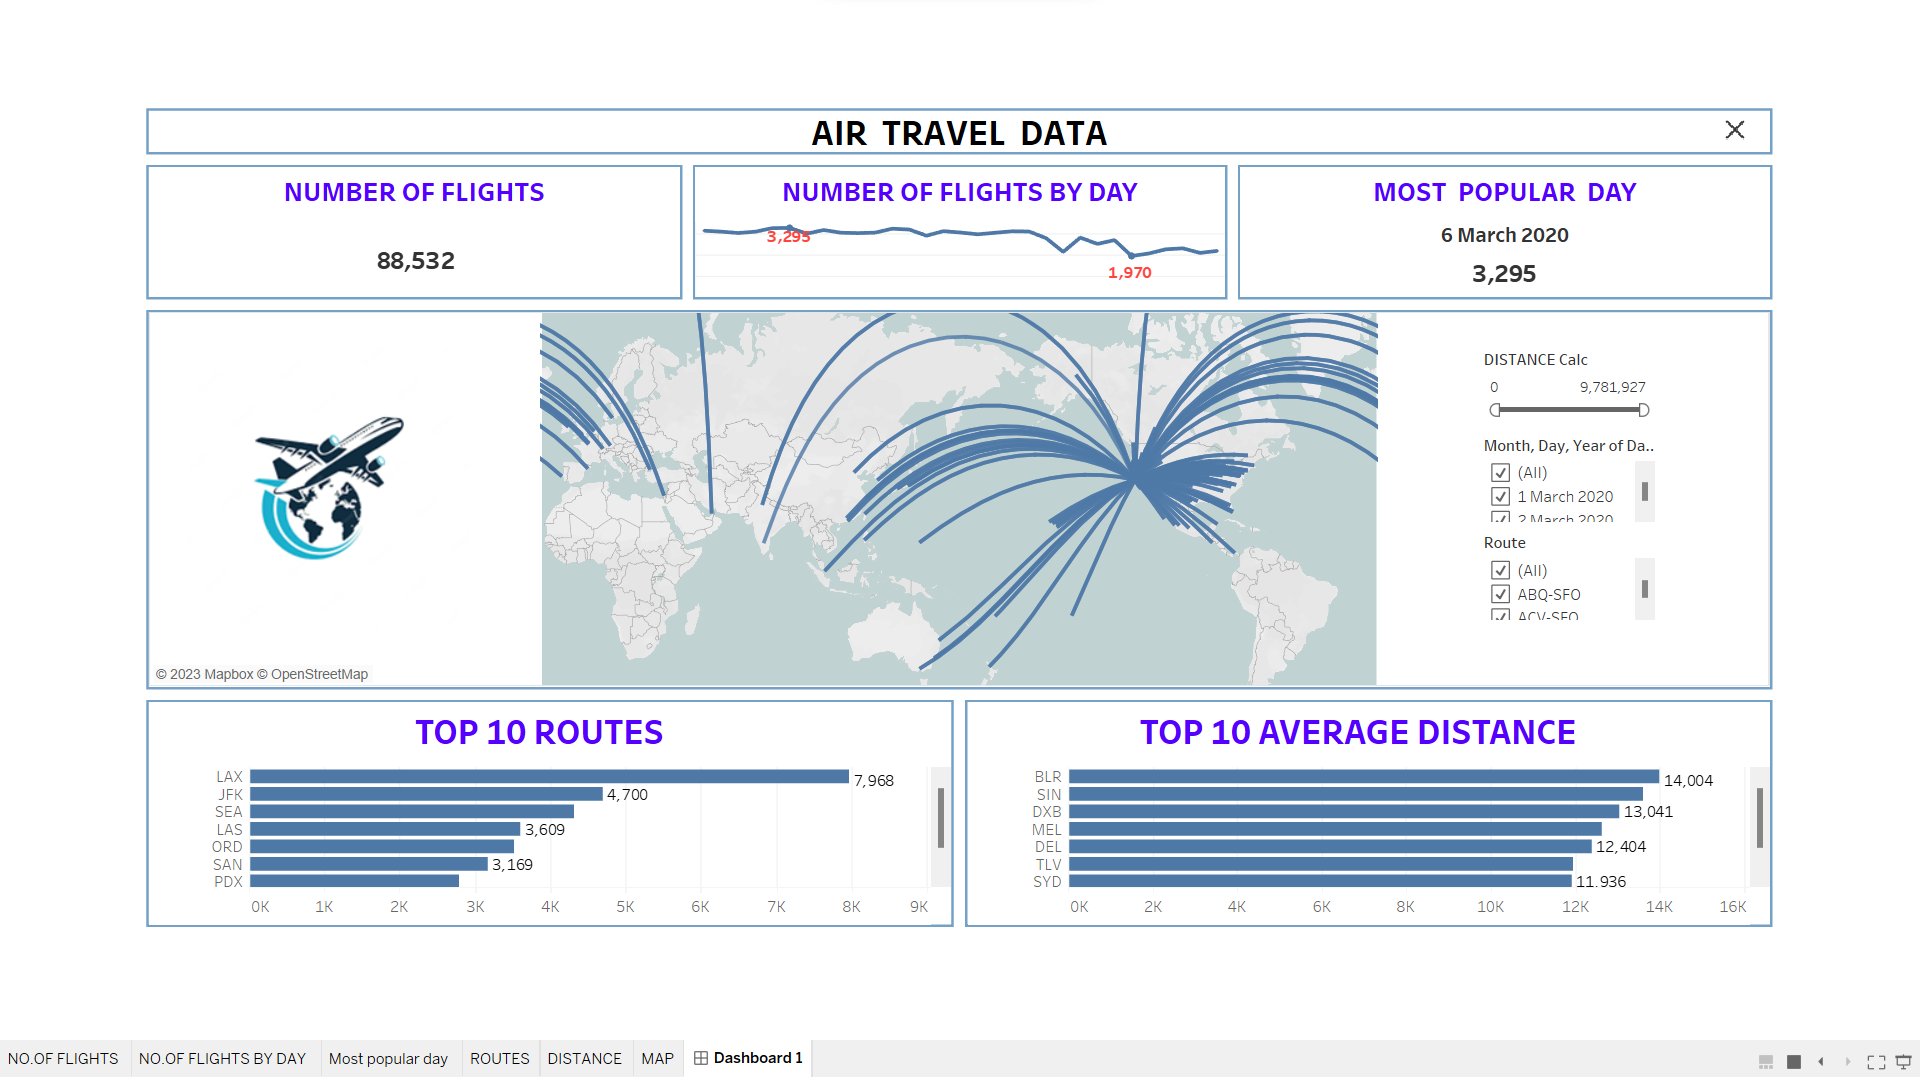 AIR TRAVEL DATA
NUMBER OF FLIGHTS
88,532
NUMBER OF FLIGHTS BY DAY
3,295
1,970
MOST POPULAR DAY
6 March 2020
3,295
© 2023 Mapbox © OpenStreetMap
DISTANCE Calc
0 9,781,927
Month, Day, Year of Da..
(All)
1 March 2020
2 March 2020
Route
(All)
ABQ-SFO
ACV-SFO
TOP 10 ROUTES
LAX 7,968
JFK 4,700
SEA
LAS 3,609
ORD
SAN 3,169
PDX
0K 1K 2K 3K 4K 5K 6K 7K 8K 9K
TOP 10 AVERAGE DISTANCE
BLR 14,004
SIN
DXB 13,041
MEL
DEL 12,404
TLV
SYD 11,936
0K 2K 4K 6K 8K 10K 12K 14K 16K
NO.OF FLIGHTS NO.OF FLIGHTS BY DAY Most popular day ROUTES DISTANCE MAP Dashboard 1